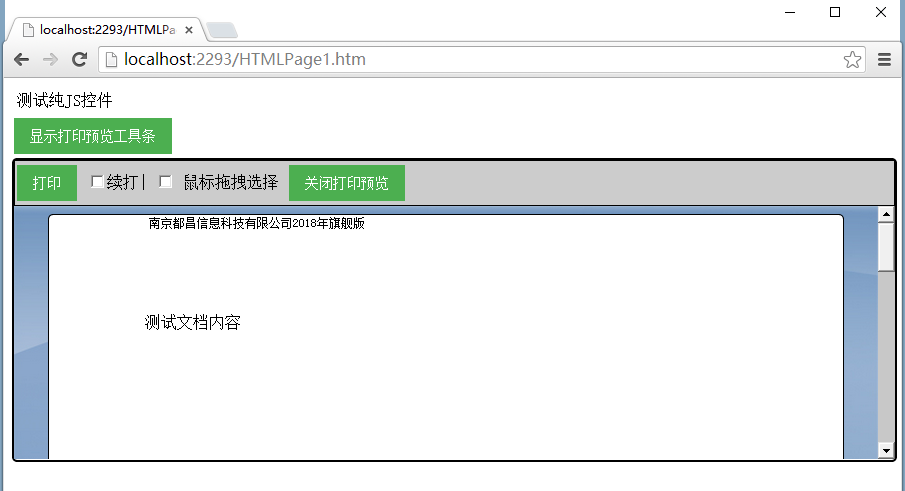 localhost:2293/HTMLPa
localhost:2293/HTMLPage1.htm
测试纯JS控件
显示打印预览工具条
打印 续打| 鼠标拖拽选择 关闭打印预览
南京都昌信息科技有限公司2018年旗舰版
测试文档内容